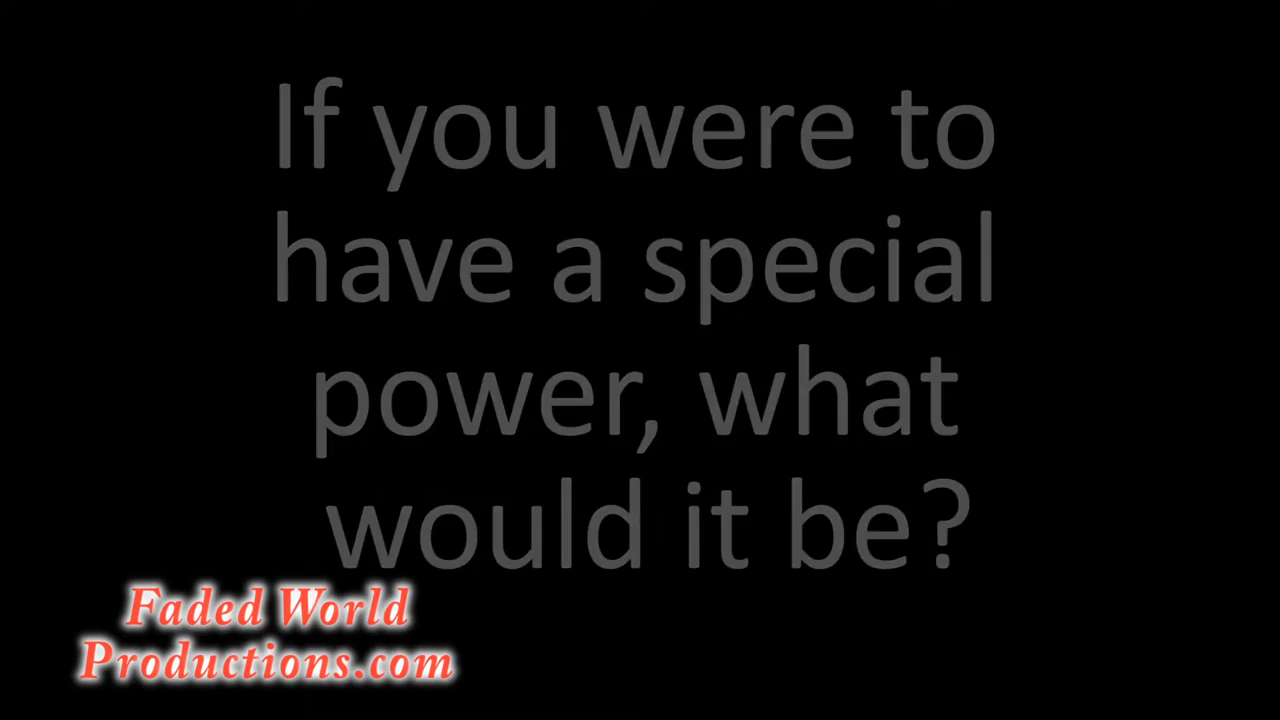 If you were to
have a special
power, what
would it be?
Faded World
Productions.com